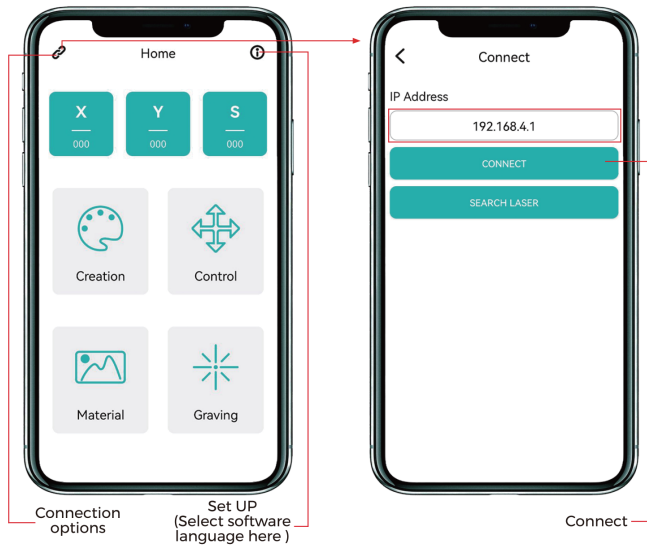 Home
X
000
Y
000
S
000
Creation
Control
Material
Graving
Connection
options
Set UP
(Select software
language here )
Connect
IP Address
192.168.4.1
CONNECT
SEARCH LASER
Connect